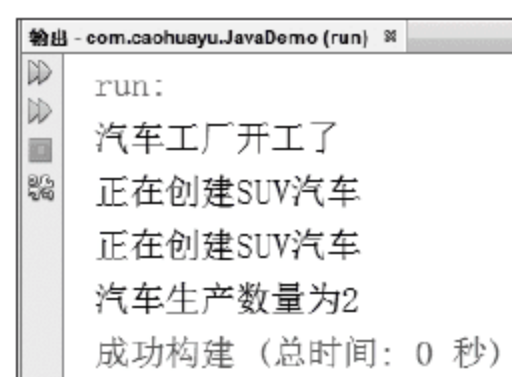 输出 - com.caohuayu.JavaDemo (run)
run:
汽车工厂开工了
正在创建SUV汽车
正在创建SUV汽车
汽车生产数量为2
成功构建 (总时间: 0 秒)